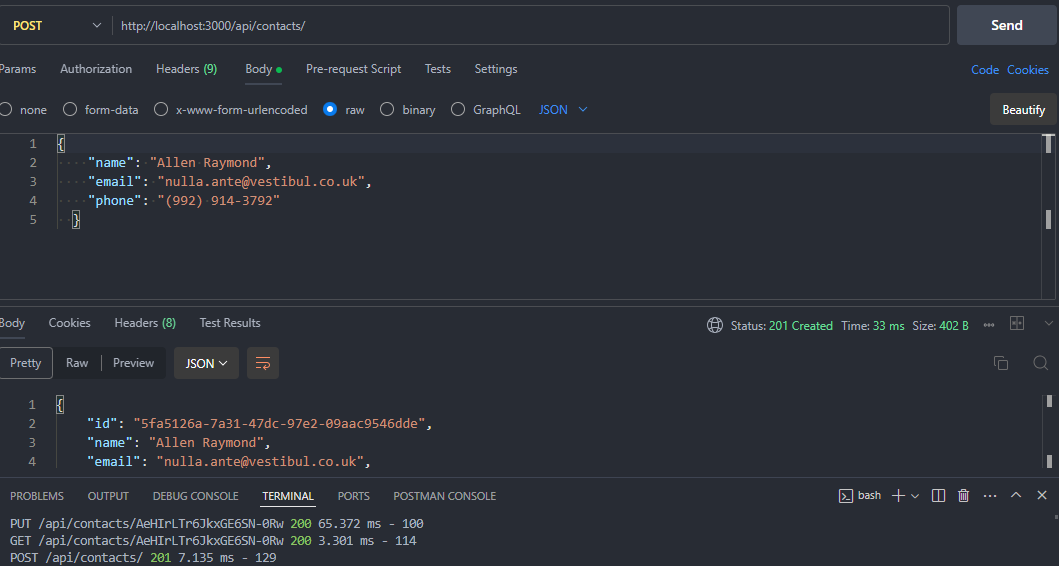 POST http://localhost:3000/api/contacts/ Send
Params Authorization Headers (9) Body Pre-request Script Tests Settings Code Cookies
none form-data x-www-form-urlencoded raw binary GraphQL JSON Beautify
1 {
2 "name": "Allen Raymond",
3 "email": "nulla.ante@vestibul.co.uk",
4 "phone": "(992) 914-3792"
5 }
Body Cookies Headers (8) Test Results Status: 201 Created Time: 33 ms Size: 402 B
Pretty Raw Preview JSON
1 {
2 "id": "5fa5126a-7a31-47dc-97e2-09aac9546dde",
3 "name": "Allen Raymond",
4 "email": "nulla.ante@vestibul.co.uk",
PROBLEMS OUTPUT DEBUG CONSOLE TERMINAL PORTS POSTMAN CONSOLE bash
PUT /api/contacts/AeHIrLTr6JkxGE6SN-0Rw 200 65.372 ms - 100
GET /api/contacts/AeHIrLTr6JkxGE6SN-0Rw 200 3.301 ms - 114
POST /api/contacts/ 201 7.135 ms - 129